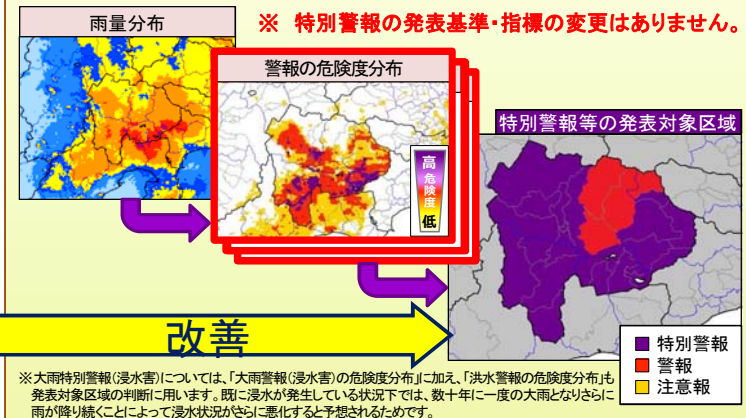 雨量分布
※ 特別警報の発表基準・指標の変更はありません。
警報の危険度分布
高
危険度
低
特別警報等の発表対象区域
改善
特別警報
警報
注意報
※大雨特別警報(浸水害)については、「大雨警報(浸水害)の危険度分布」に加え、「洪水警報の危険度分布」も
発表対象区域の判断に用います。既に浸水が発生している状況下では、数十年に一度の大雨となりさらに
雨が降り続くことによって浸水状況がさらに悪化すると予想されるためです。